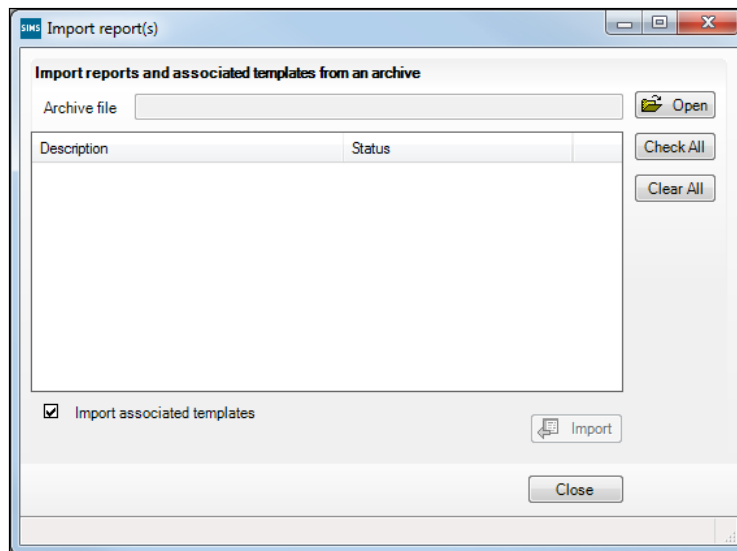 SIMS Import report(s)
Import reports and associated templates from an archive
Archive file
Open
Description Status
Check All
Clear All
Import associated templates
Import
Close